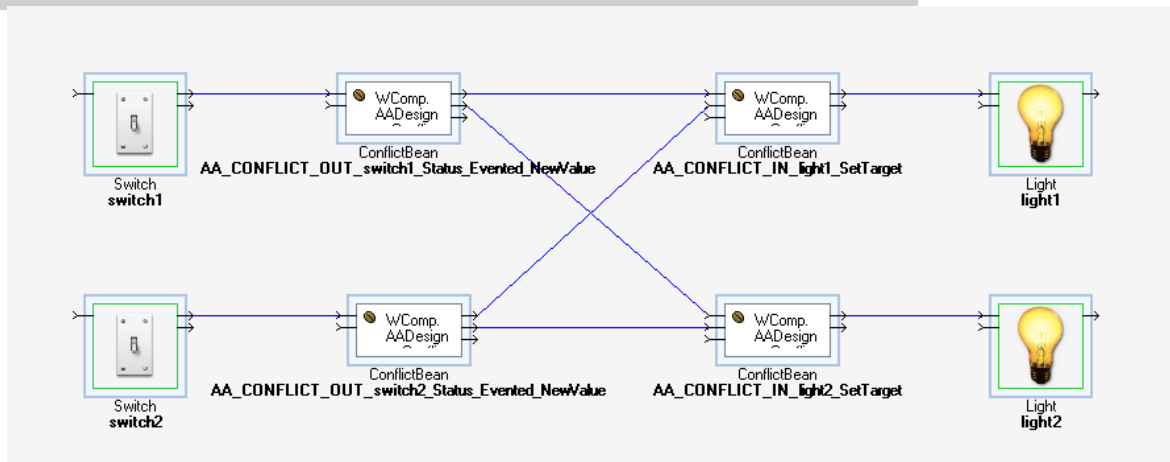 WComp.
AADesign
WComp.
AADesign
ConflictBean
ConflictBean
AA_CONFLICT_OUT_switch1_Status_Evented_NewValue
AA_CONFLICT_IN_light1_SetTarget
Switch
switch1
Light
light1
WComp.
AADesign
WComp.
AADesign
ConflictBean
ConflictBean
AA_CONFLICT_OUT_switch2_Status_Evented_NewValue
AA_CONFLICT_IN_light2_SetTarget
Switch
switch2
Light
light2